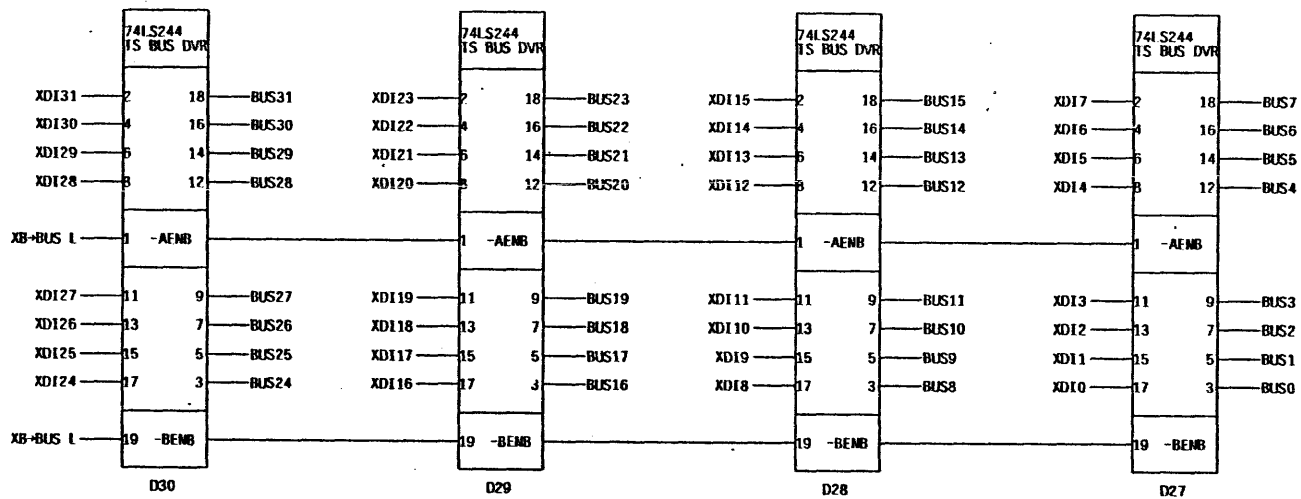 74LS244 74LS244 74LS244 74LS244
TS BUS DVR TS BUS DVR TS BUS DVR TS BUS DVR
XDI31 2 18 BUS31 XDI23 2 18 BUS23 XDI15 2 18 BUS15 XDI7 2 18 BUS7
XDI30 4 16 BUS30 XDI22 4 16 BUS22 XDI14 4 16 BUS14 XDI6 4 16 BUS6
XDI29 6 14 BUS29 XDI21 6 14 BUS21 XDI13 6 14 BUS13 XDI5 6 14 BUS5
XDI28 8 12 BUS28 XDI20 8 12 BUS20 XDI12 8 12 BUS12 XDI4 8 12 BUS4
XB→BUS L 1 -AENB 1 -AENB 1 -AENB 1 -AENB
XDI27 11 9 BUS27 XDI19 11 9 BUS19 XDI11 11 9 BUS11 XDI3 11 9 BUS3
XDI26 13 7 BUS26 XDI18 13 7 BUS18 XDI10 13 7 BUS10 XDI2 13 7 BUS2
XDI25 15 5 BUS25 XDI17 15 5 BUS17 XDI9 15 5 BUS9 XDI1 15 5 BUS1
XDI24 17 3 BUS24 XDI16 17 3 BUS16 XDI8 17 3 BUS8 XDI0 17 3 BUS0
XB→BUS L 19 -BENB 19 -BENB 19 -BENB 19 -BENB
D30 D29 D28 D27